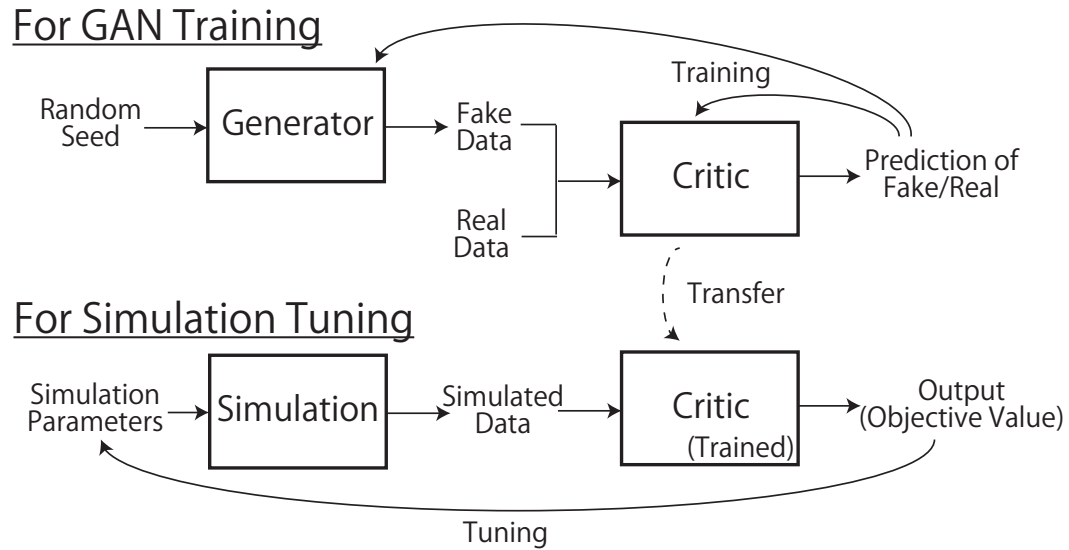 For GAN Training
Training
Random
Seed
Generator
Fake
Data
Real
Data
Critic
Prediction of
Fake/Real
Transfer
For Simulation Tuning
Simulation
Parameters
Simulation
Simulated
Data
Critic
(Trained)
Output
(Objective Value)
Tuning